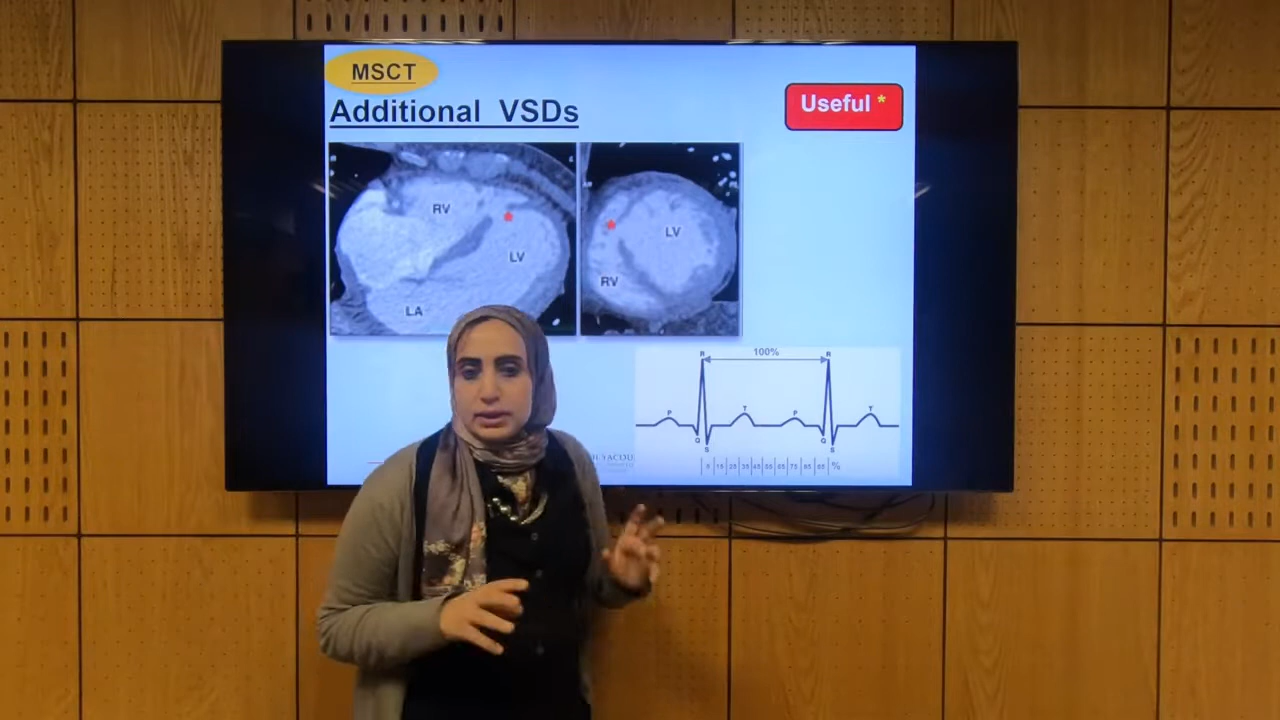 MSCT
Additional VSDs
Useful *
RV
LV
LA
LV
RV
R
100%
R
P
T
P
T
Q
S
Q
S
%